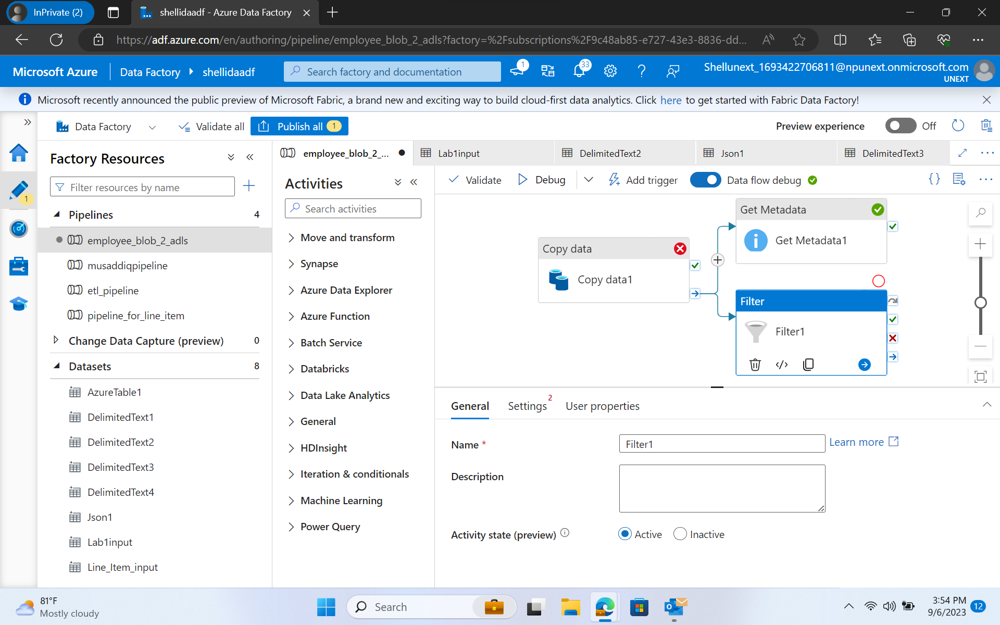 InPrivate (2)
shellidaadf - Azure Data Factory
https://adf.azure.com/en/authoring/pipeline/employee_blob_2_adls?factory=%2Fsubscriptions%2F9c48ab85-e727-43e3-8836-dd...
Microsoft Azure
Data Factory
shellidaadf
Search factory and documentation
1
33
Shellunext_1693422706811@npunext.onmicrosoft.com
UNEXT
Microsoft recently announced the public preview of Microsoft Fabric, a brand new and exciting way to build cloud-first data analytics. Click here to get started with Fabric Data Factory!
Data Factory
Validate all
Publish all 1
Preview experience
Off
1
Factory Resources
Filter resources by name
Pipelines 4
employee_blob_2_adls
musaddiqpipeline
etl_pipeline
pipeline_for_line_item
Change Data Capture (preview) 0
Datasets 8
AzureTable1
DelimitedText1
DelimitedText2
DelimitedText3
DelimitedText4
Json1
Lab1input
Line_Item_input
employee_blob_2_...
Lab1input
DelimitedText2
Json1
DelimitedText3
Activities
Search activities
Move and transform
Synapse
Azure Data Explorer
Azure Function
Batch Service
Databricks
Data Lake Analytics
General
HDInsight
Iteration & conditionals
Machine Learning
Power Query
Validate
Debug
Add trigger
Data flow debug
Copy data
Copy data1
Get Metadata
Get Metadata1
Filter
Filter1
General
Settings 2
User properties
Name *
Filter1
Learn more
Description
Activity state (preview)
Active
Inactive
81°F
Mostly cloudy
Search
3:54 PM
9/6/2023
12